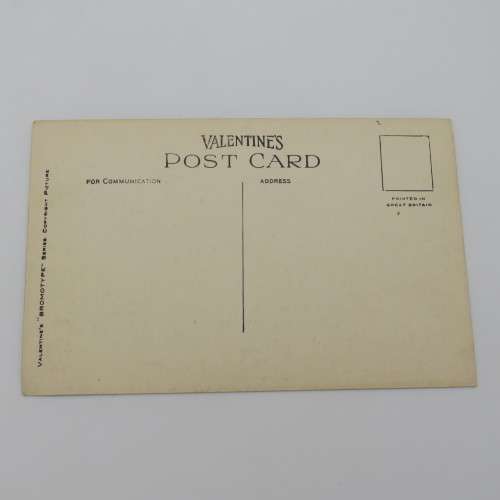 VALENTINE'S
POST CARD
FOR COMMUNICATION
ADDRESS
PRINTED IN
GREAT BRITAIN
VALENTINE'S "BROMOTYPE" SERIES COPYRIGHT PICTURE